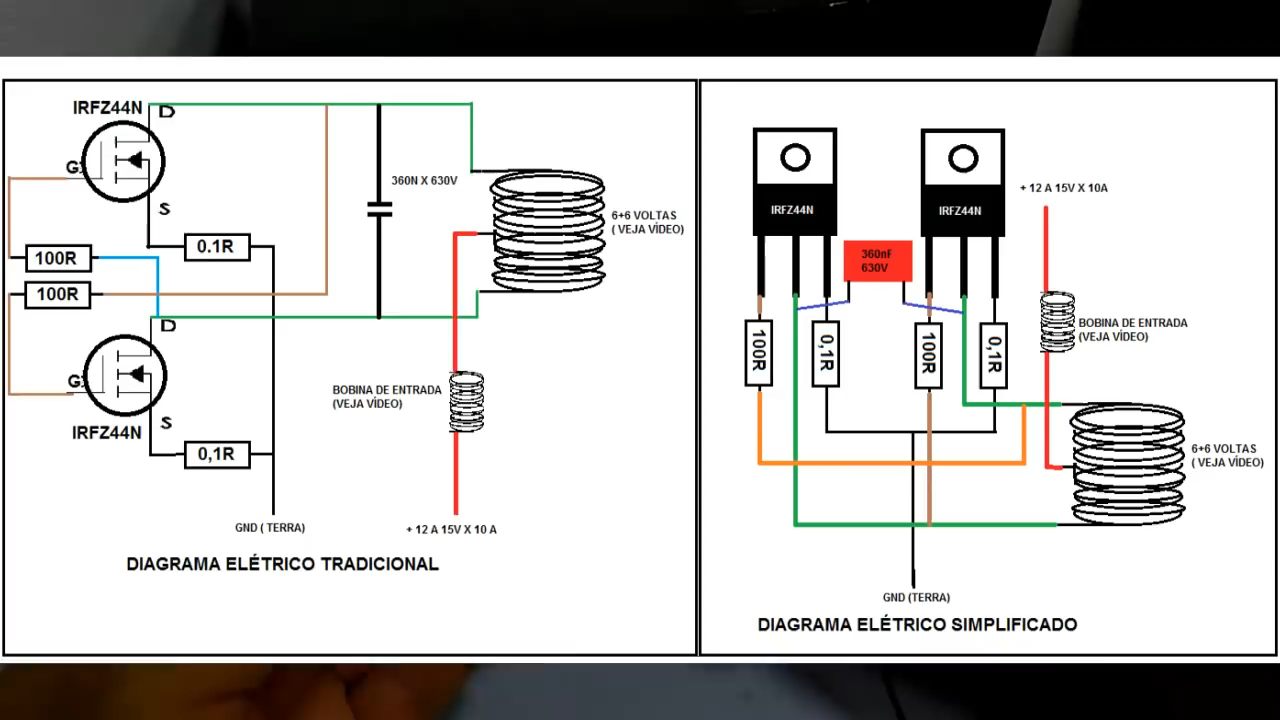 IRFZ44N
D
G
S
100R
0.1R
100R
360N X 630V
6+6 VOLTAS
( VEJA VÍDEO)
D
G
S
IRFZ44N
0,1R
BOBINA DE ENTRADA
(VEJA VÍDEO)
GND ( TERRA)
+ 12 A 15V X 10 A
DIAGRAMA ELÉTRICO TRADICIONAL
IRFZ44N
IRFZ44N
+ 12 A 15V X 10A
360nF
630V
100R
0,1R
100R
0,1R
BOBINA DE ENTRADA
(VEJA VÍDEO)
6+6 VOLTAS
( VEJA VÍDEO)
GND (TERRA)
DIAGRAMA ELÉTRICO SIMPLIFICADO